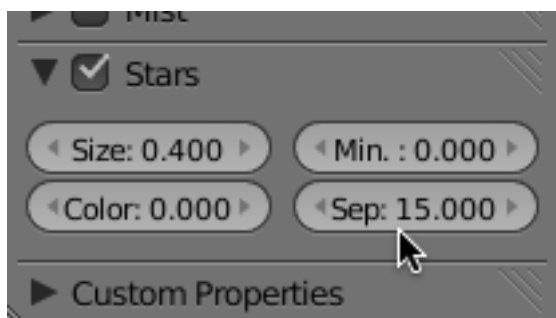 Mist
Stars
Size: 0.400
Min. : 0.000
Color: 0.000
Sep: 15.000
Custom Properties